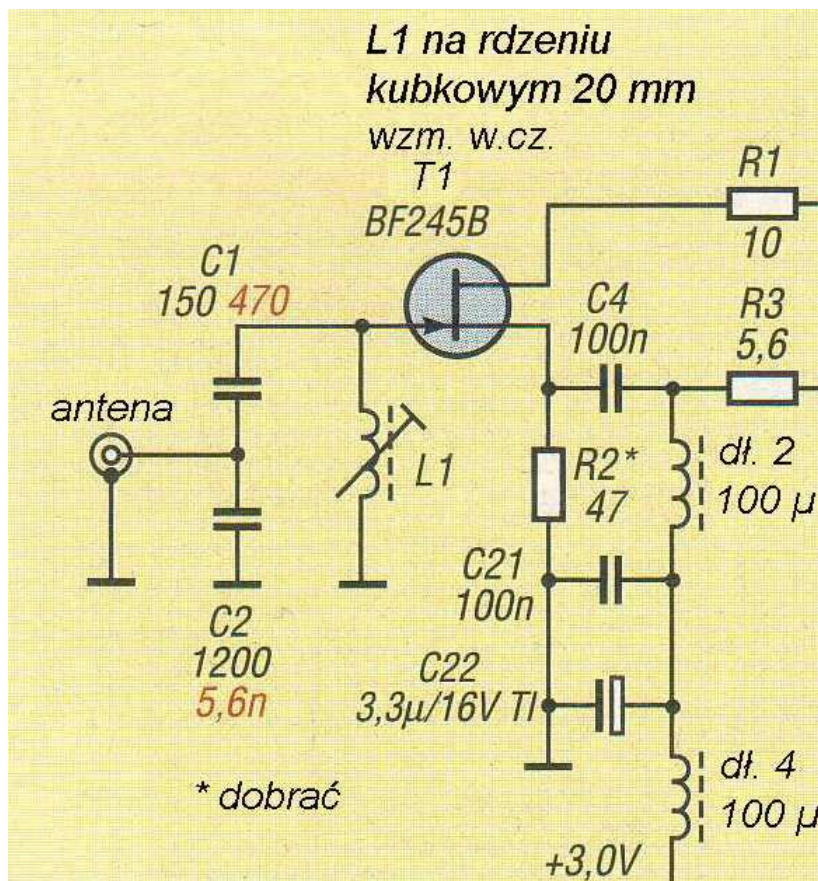 L1 na rdzeniu
kubkowym 20 mm
wzm. w.cz.
T1
BF245B
R1
10
C1
150 470
C4
100n
R3
5,6
antena
L1
R2*
47
dł. 2
100 μ
C21
100n
C2
1200
5,6n
C22
3,3μ/16V TI
dł. 4
100 μ
* dobrać
+3,0V